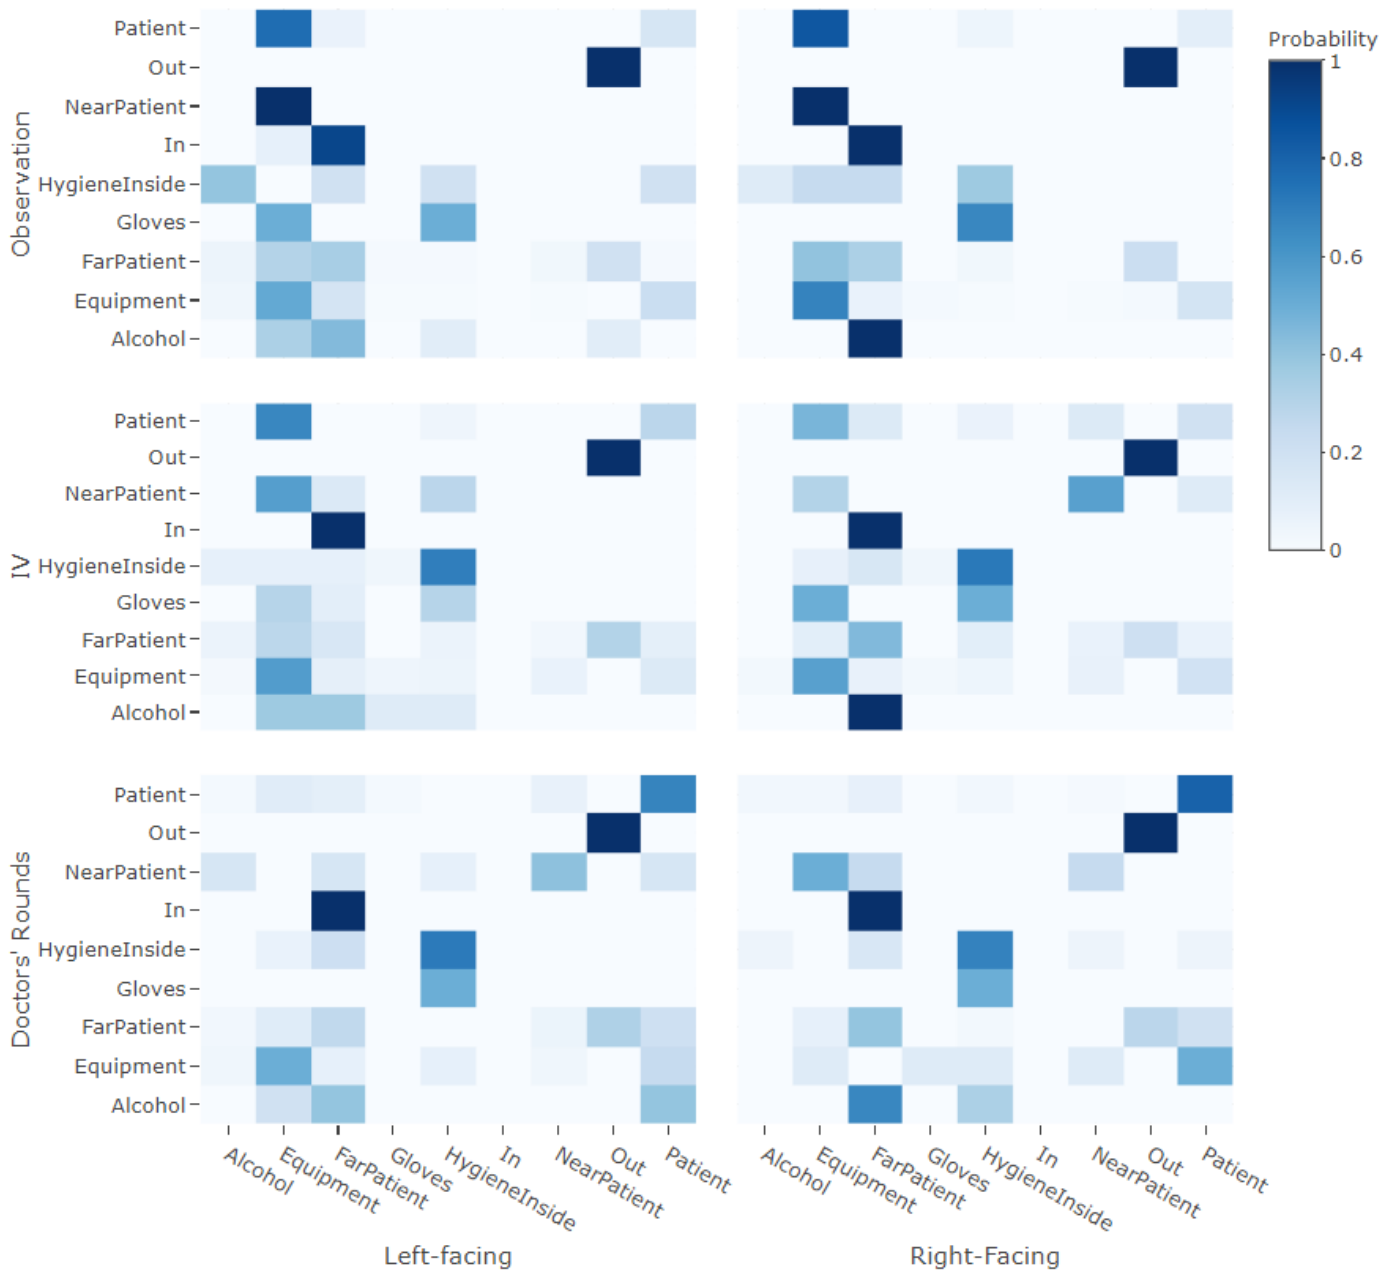 Probability
1
0.8
0.6
0.4
0.2
0
Observation
Patient
Out
NearPatient
In
HygieneInside
Gloves
FarPatient
Equipment
Alcohol
IV
Patient
Out
NearPatient
In
HygieneInside
Gloves
FarPatient
Equipment
Alcohol
Doctors' Rounds
Patient
Out
NearPatient
In
HygieneInside
Gloves
FarPatient
Equipment
Alcohol
Alcohol
Equipment
FarPatient
Gloves
HygieneInside
In
NearPatient
Out
Patient
Alcohol
Equipment
FarPatient
Gloves
HygieneInside
In
NearPatient
Out
Patient
Left-facing
Right-Facing